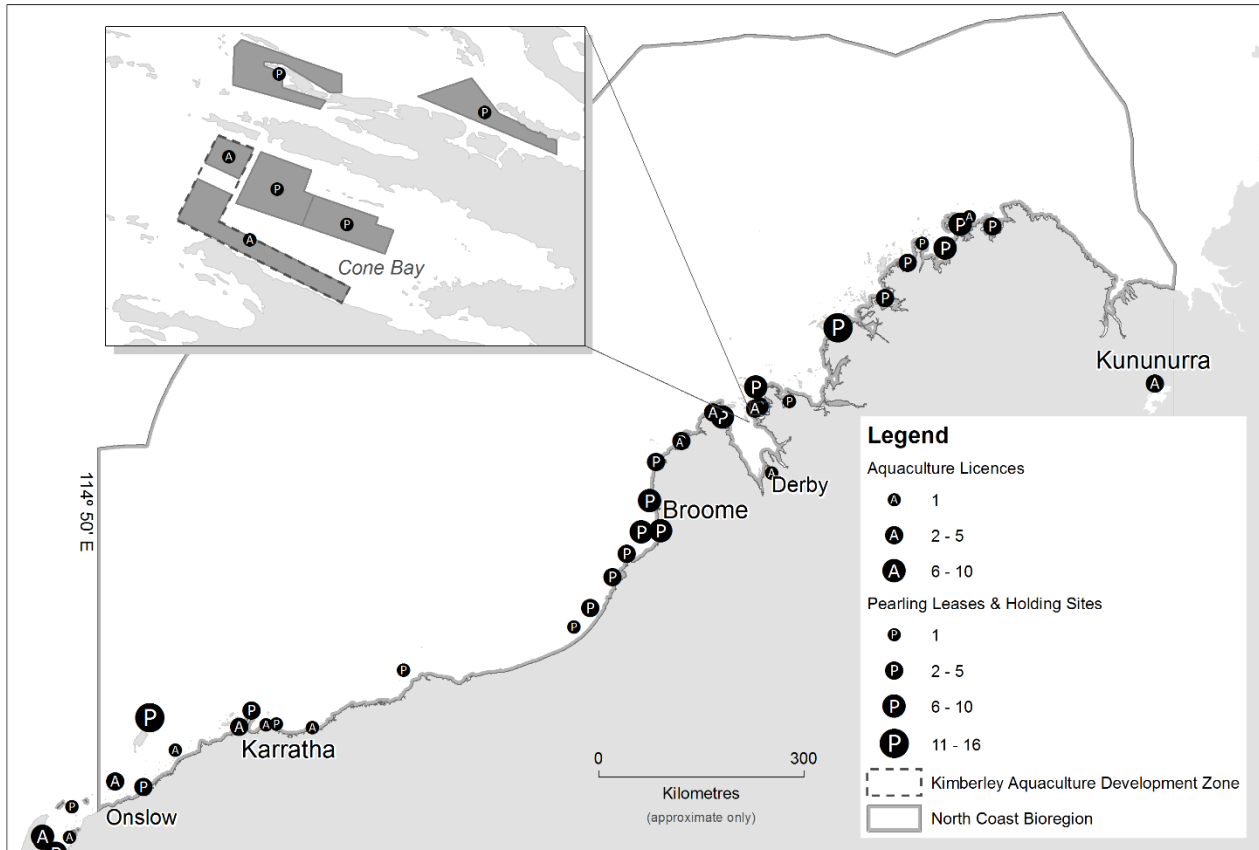 Cone Bay
114° 50' E
Kununurra
Derby
Broome
Karratha
Onslow
0
300
Kilometres
(approximate only)
Legend
Aquaculture Licences
A 1
A 2 - 5
A 6 - 10
Pearling Leases & Holding Sites
P 1
P 2 - 5
P 6 - 10
P 11 - 16
Kimberley Aquaculture Development Zone
North Coast Bioregion